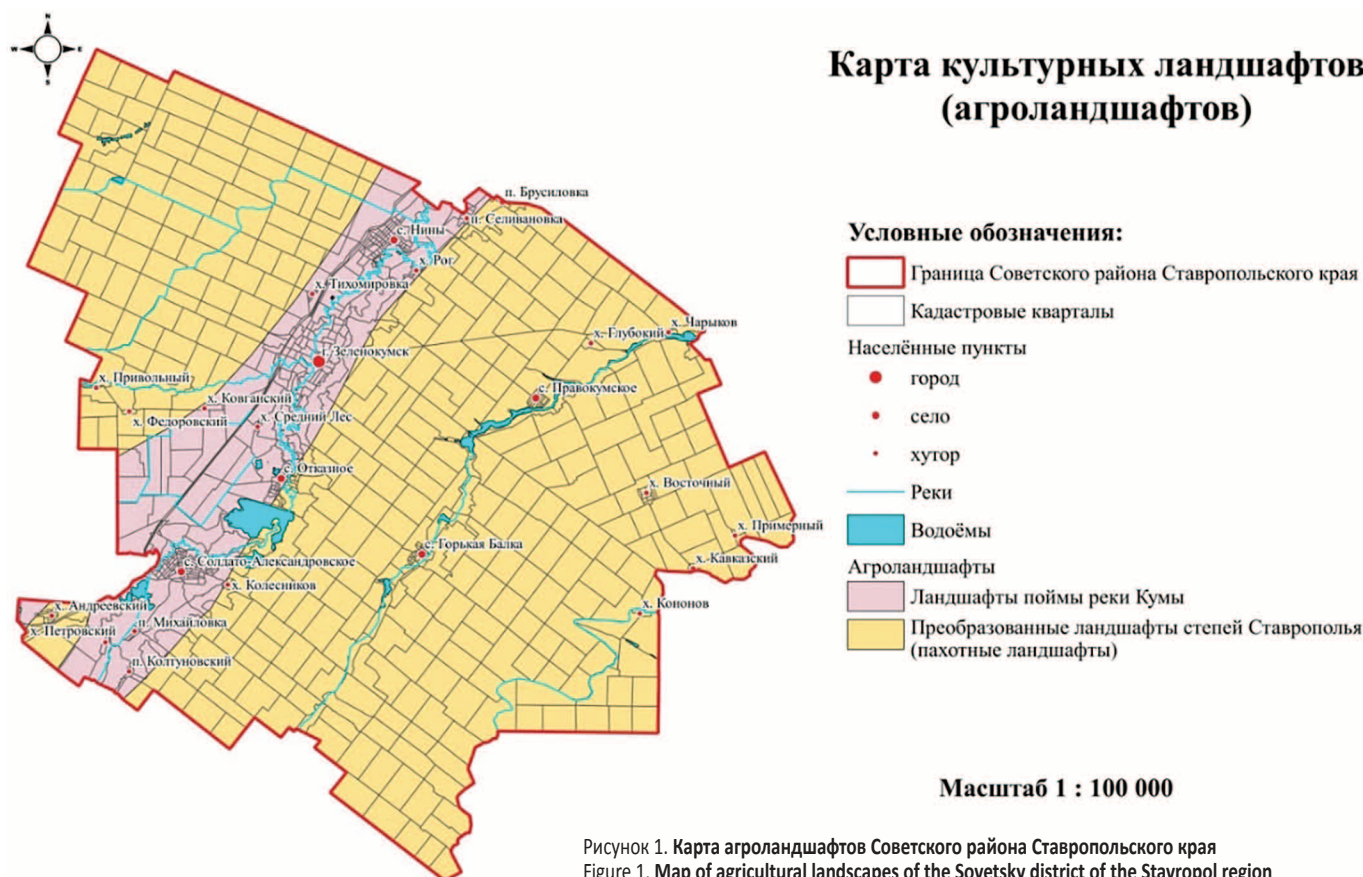 N
W E
S
Карта культурных ландшафтов
(агроландшафтов)
Условные обозначения:
Граница Советского района Ставропольского края
Кадастровые кварталы
Населённые пункты
город
село
хутор
Реки
Водоёмы
Агроландшафты
Ландшафты поймы реки Кумы
Преобразованные ландшафты степей Ставрополья
(пахотные ландшафты)
Масштаб 1 : 100 000
п. Брусиловка
п. Селивановка
с. Нины
х. Рог
х. Тихомировка
х. Чарыков
х. Глубокий
г. Зеленокумск
х. Привольный
с. Правокумское
х. Ковганский
х. Федоровский
х. Средний Лес
с. Отказное
х. Восточный
х. Примерный
с. Горькая Балка
х. Кавказский
с. Солдато-Александровское
х. Колесников
х. Андреевский
х. Кононов
п. Михайловка
х. Петровский
п. Колтуновский
Рисунок 1. Карта агроландшафтов Советского района Ставропольского края
Figure 1. Map of agricultural landscapes of the Sovetsky district of the Stavropol region